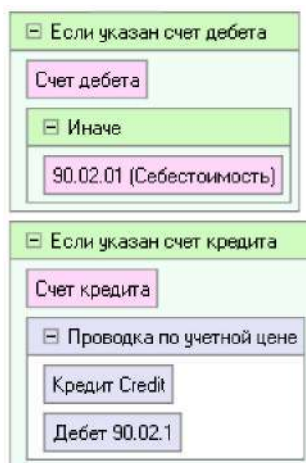 Если указан счет дебета
Счет дебета
Иначе
90.02.01 (Себестоимость)
Если указан счет кредита
Счет кредита
Проводка по учетной цене
Кредит Credit
Дебет 90.02.1